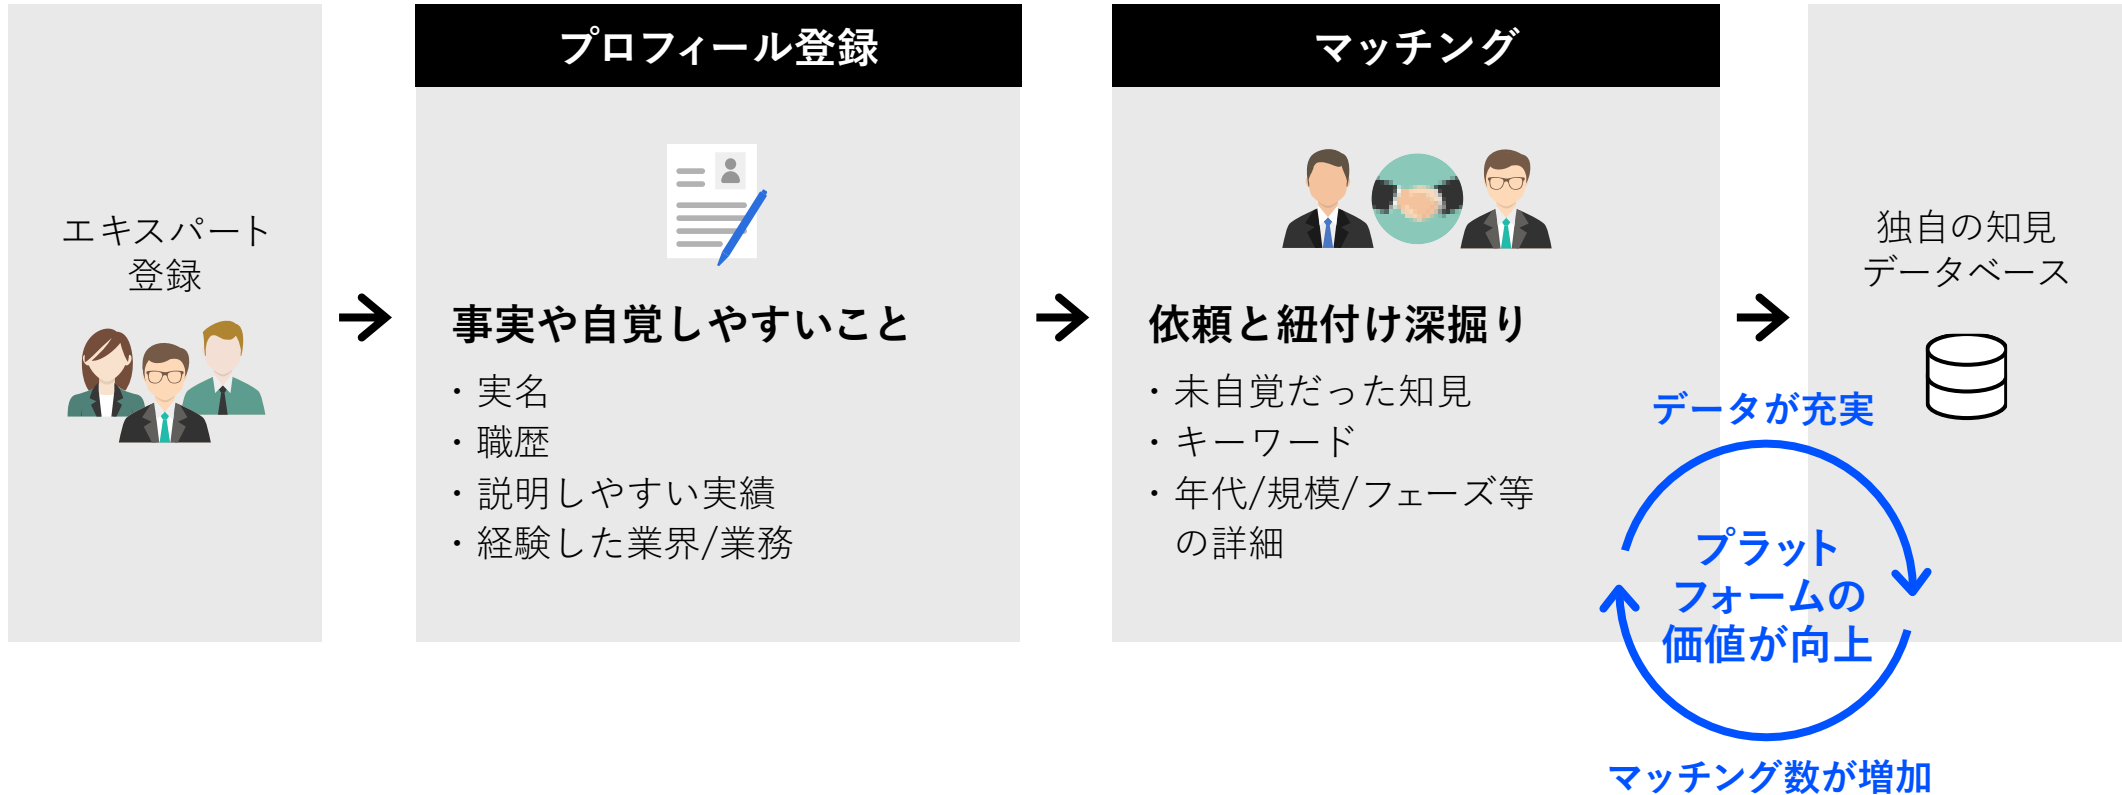 エキスパート
登録
プロフィール登録
事実や自覚しやすいこと
・実名
・職歴
・説明しやすい実績
・経験した業界/業務
マッチング
依頼と紐付け深掘り
・未自覚だった知見
・キーワード
・年代/規模/フェーズ等
の詳細
独自の知見
データベース
データが充実
プラット
フォームの
価値が向上
マッチング数が増加